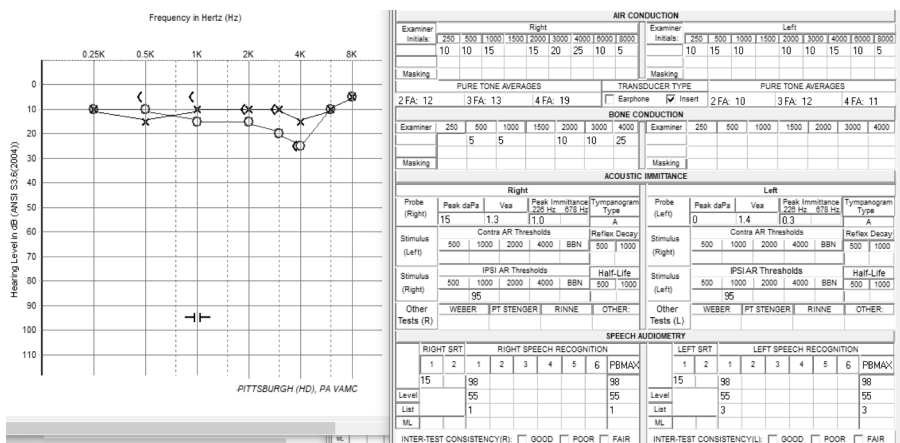 Frequency in Hertz (Hz)
0.25K 0.5K 1K 2K 4K 8K
Hearing Level in dB (ANSI S3.6(2004))
0
10
20
30
40
50
60
70
80
90
100
110
PITTSBURGH (HD), PA VAMC
AIR CONDUCTION
Examiner Initials: Right
250 500 1000 1500 2000 3000 4000 6000 8000
10 10 15 15 20 25 10 5
Masking
Examiner Initials: Left
250 500 1000 1500 2000 3000 4000 6000 8000
10 15 10 10 10 15 10 5
Masking
PURE TONE AVERAGES
2 FA: 12 3 FA: 13 4 FA: 19
TRANSDUCER TYPE
Earphone Insert
PURE TONE AVERAGES
2 FA: 10 3 FA: 12 4 FA: 11
BONE CONDUCTION
Examiner 250 500 1000 1500 2000 3000 4000
5 5 10 10 25
Masking
Examiner 250 500 1000 1500 2000 3000 4000
Masking
ACOUSTIC IMMITTANCE
Right
Probe (Right) Peak daPa Vea Peak Immittance 226 Hz 678 Hz Tympanogram Type
15 1.3 1.0 A
Stimulus (Left) Contra AR Thresholds Reflex Decay
500 1000 2000 4000 BBN 500 1000
Stimulus (Right) IPSI AR Thresholds Half-Life
500 1000 2000 4000 BBN 500 1000
95
Other Tests (R) WEBER PT STENGER RINNE OTHER:
Left
Probe (Left) Peak daPa Vea Peak Immittance 226 Hz 678 Hz Tympanogram Type
0 1.4 0.3 A
Stimulus (Right) Contra AR Thresholds Reflex Decay
500 1000 2000 4000 BBN 500 1000
Stimulus (Left) IPSI AR Thresholds Half-Life
500 1000 2000 4000 BBN 500 1000
95
Other Tests (L) WEBER PT STENGER RINNE OTHER:
SPEECH AUDIOMETRY
RIGHT SRT RIGHT SPEECH RECOGNITION
1 2 1 2 3 4 5 6 PBMAX
15 98 98
Level 55 55
List 1 1
ML
LEFT SRT LEFT SPEECH RECOGNITION
1 2 1 2 3 4 5 6 PBMAX
15 98 98
Level 55 55
List 3 3
ML
INTER-TEST CONSISTENCY(R): GOOD POOR FAIR
INTER-TEST CONSISTENCY(L): GOOD POOR FAIR
ML